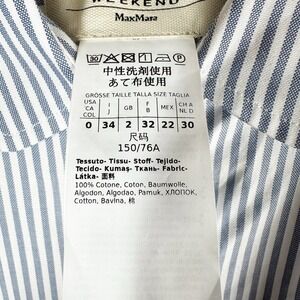 WEEKEND
MaxMara
中性洗剤使用
あて布使用
GRÖSSE TAILLE TALLA SIZE TAGLIA
USA CA COL I J GB F B MEX CH A NL D
0 34 2 32 22 30
尺码
150/76A
Tessuto- Tissu- Stoff- Tejido-
Tecido- Kumaş- Ткань- Fabric-
Látka- 面料
100% Cotone, Coton, Baumwolle,
Algodon, Algodao, Pamuk, ХЛОПОК,
Cotton, Bavlna, 棉